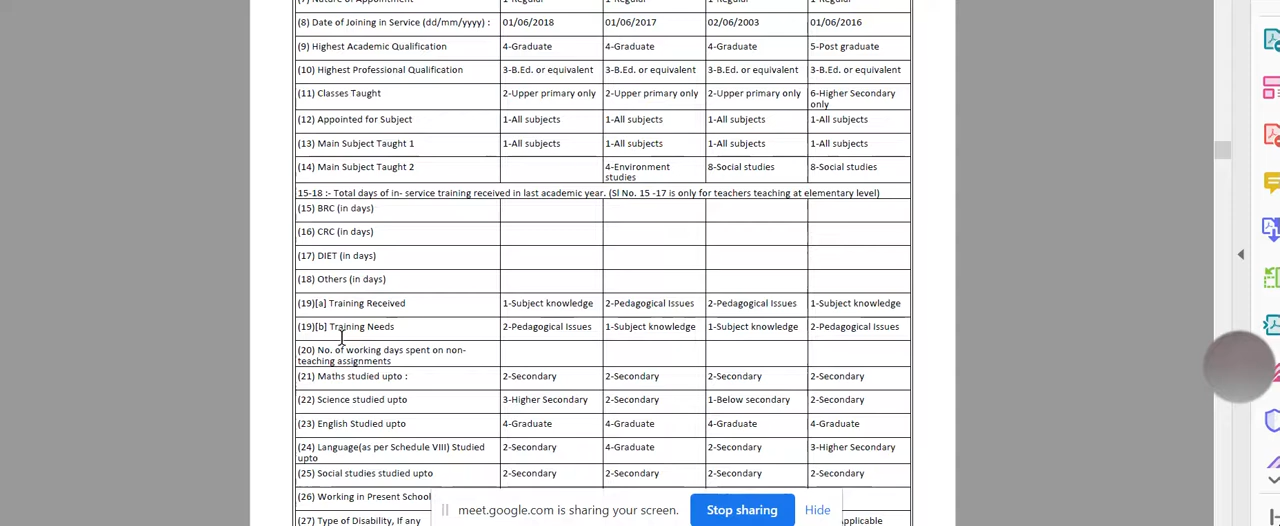 (8) Date of Joining in Service (dd/mm/yyyy) : 01/06/2018 01/06/2017 02/06/2003 01/06/2016
(9) Highest Academic Qualification 4-Graduate 4-Graduate 4-Graduate 5-Post graduate
(10) Highest Professional Qualification 3-B.Ed. or equivalent 3-B.Ed. or equivalent 3-B.Ed. or equivalent 3-B.Ed. or equivalent
(11) Classes Taught 2-Upper primary only 2-Upper primary only 2-Upper primary only 6-Higher Secondary
only
(12) Appointed for Subject 1-All subjects 1-All subjects 1-All subjects 1-All subjects
(13) Main Subject Taught 1 1-All subjects 1-All subjects 1-All subjects 1-All subjects
(14) Main Subject Taught 2 4-Environment 8-Social studies 8-Social studies
studies
15-18 :- Total days of in- service training received in last academic year. (Sl No. 15 -17 is only for teachers teaching at elementary level)
(15) BRC (in days)
(16) CRC (in days)
(17) DIET (in days)
(18) Others (in days)
(19)[a] Training Received 1-Subject knowledge 2-Pedagogical Issues 2-Pedagogical Issues 1-Subject knowledge
(19)[b] Training Needs 2-Pedagogical Issues 1-Subject knowledge 1-Subject knowledge 2-Pedagogical Issues
(20) No. of working days spent on non-
teaching assignments
(21) Maths studied upto : 2-Secondary 2-Secondary 2-Secondary 2-Secondary
(22) Science studied upto 3-Higher Secondary 2-Secondary 1-Below secondary 2-Secondary
(23) English Studied upto 4-Graduate 4-Graduate 4-Graduate 4-Graduate
(24) Language(as per Schedule VIII) Studied 2-Secondary 4-Graduate 2-Secondary 3-Higher Secondary
upto
(25) Social studies studied upto 2-Secondary 2-Secondary 2-Secondary 2-Secondary
(26) Working in Present School
(27) Type of Disability, If any Applicable
meet.google.com is sharing your screen. Stop sharing Hide